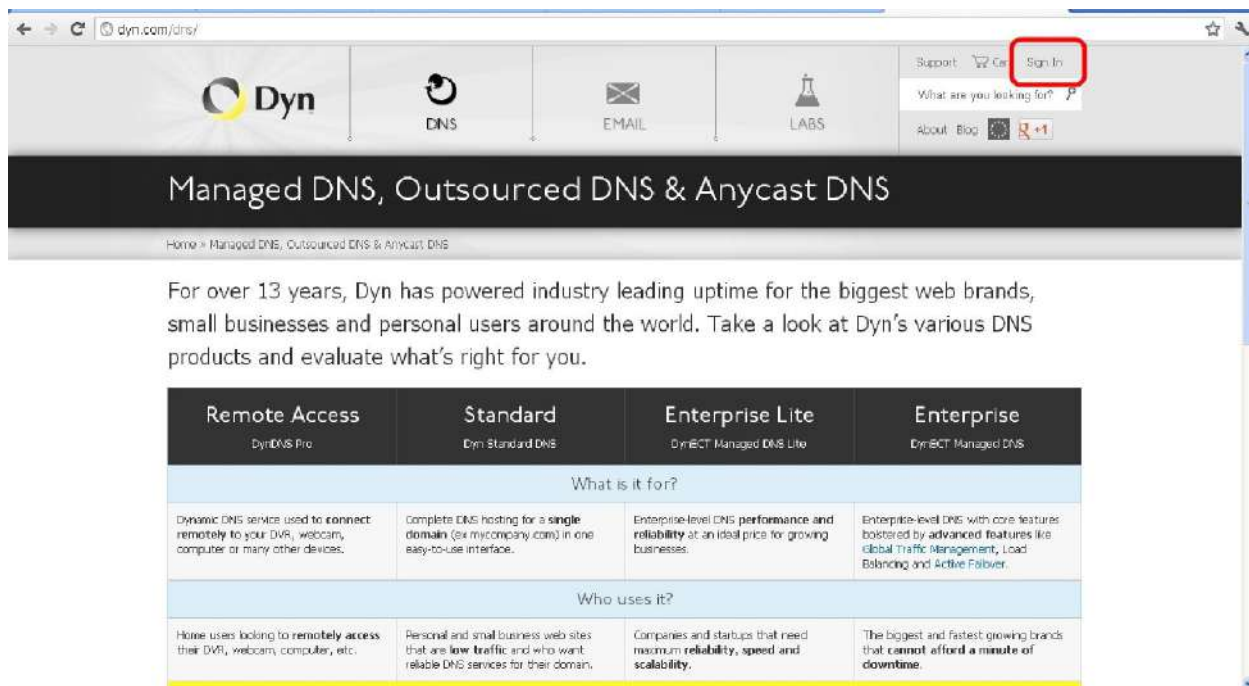 dyn.com/dns/
Support Car Sign In
Dyn
DNS
EMAIL
LABS
What are you looking for?
About Blog +1
Managed DNS, Outsourced DNS & Anycast DNS
Home » Managed DNS, Outsourced DNS & Anycast DNS
For over 13 years, Dyn has powered industry leading uptime for the biggest web brands,
small businesses and personal users around the world. Take a look at Dyn's various DNS
products and evaluate what's right for you.
Remote Access Standard Enterprise Lite Enterprise
DynDNS Pro Dyn Standard DNS DynECT Managed DNS Lite DynECT Managed DNS
What is it for?
Dynamic DNS service used to connect
remotely to your DVR, webcam,
computer or many other devices.
Complete DNS hosting for a single
domain (ex mycompany.com) in one
easy-to-use interface.
Enterprise-level DNS performance and
reliability at an ideal price for growing
businesses.
Enterprise-level DNS with core features
bolstered by advanced features like
Global Traffic Management, Load
Balancing and Active Failover.
Who uses it?
Home users looking to remotely access
their DVR, webcam, computer, etc.
Personal and small business web sites
that are low traffic and who want
reliable DNS services for their domain.
Companies and startups that need
maximum reliability, speed and
scalability.
The biggest and fastest growing brands
that cannot afford a minute of
downtime.